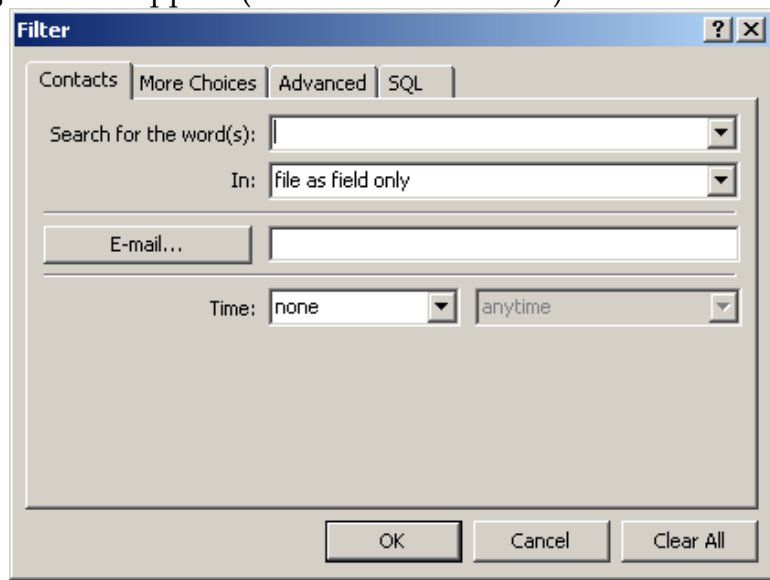 Filter
Contacts More Choices Advanced SQL
Search for the word(s):
In: file as field only
E-mail...
Time: none anytime
OK Cancel Clear All